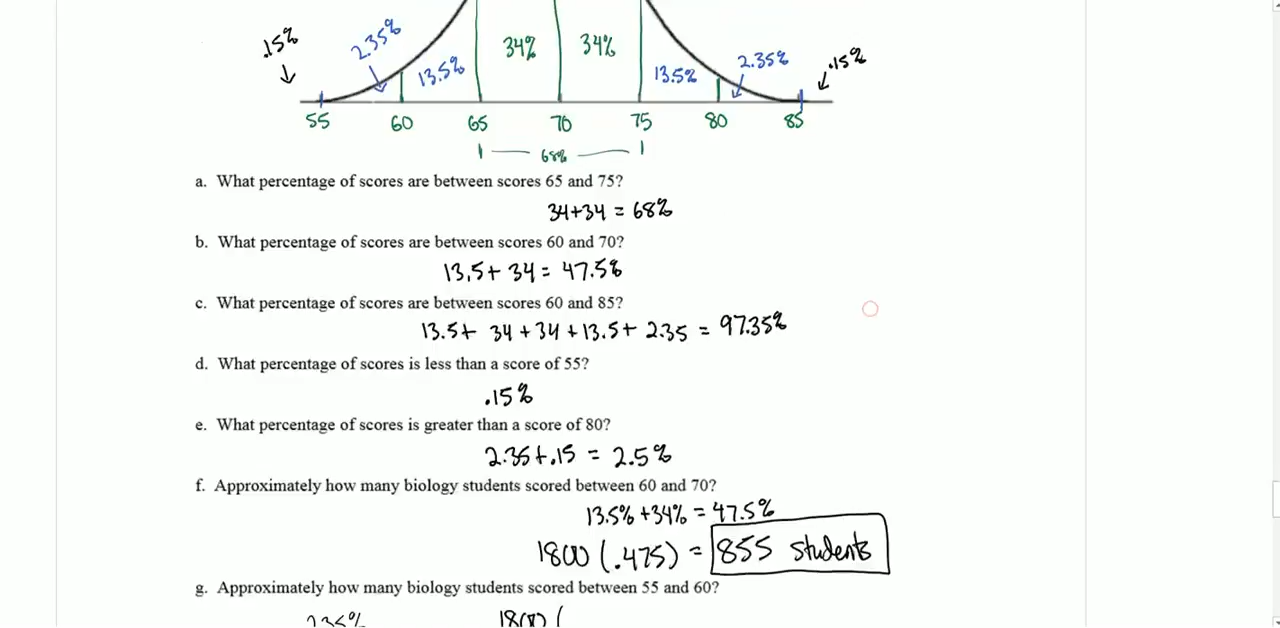 .15%
2.35%
13.5%
34%
34%
13.5%
2.35%
.15%
55 60 65 70 75 80 85
68%
a. What percentage of scores are between scores 65 and 75?
34+34 = 68%
b. What percentage of scores are between scores 60 and 70?
13.5+ 34 = 47.5%
c. What percentage of scores are between scores 60 and 85?
13.5+ 34 +34 +13.5+ 2.35 = 97.35%
d. What percentage of scores is less than a score of 55?
.15%
e. What percentage of scores is greater than a score of 80?
2.35+.15 = 2.5%
f. Approximately how many biology students scored between 60 and 70?
13.5% +34% = 47.5%
1800 (.475) = 855 students
g. Approximately how many biology students scored between 55 and 60?
2.35% 1800 (